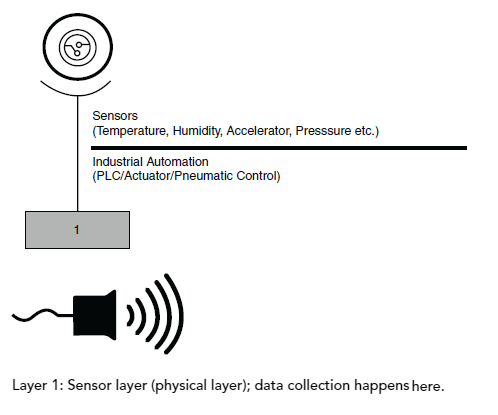 Sensors
(Temperature, Humidity, Accelerator, Presssure etc.)
Industrial Automation
(PLC/Actuator/Pneumatic Control)
1
Layer 1: Sensor layer (physical layer); data collection happens here.